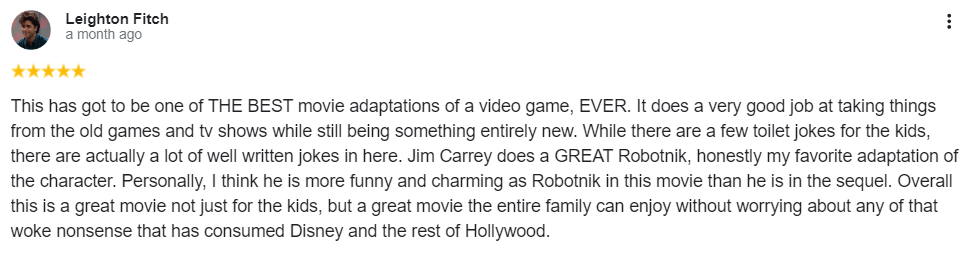 Leighton Fitch
a month ago
This has got to be one of THE BEST movie adaptations of a video game, EVER. It does a very good job at taking things
from the old games and tv shows while still being something entirely new. While there are a few toilet jokes for the kids,
there are actually a lot of well written jokes in here. Jim Carrey does a GREAT Robotnik, honestly my favorite adaptation of
the character. Personally, I think he is more funny and charming as Robotnik in this movie than he is in the sequel. Overall
this is a great movie not just for the kids, but a great movie the entire family can enjoy without worrying about any of that
woke nonsense that has consumed Disney and the rest of Hollywood.